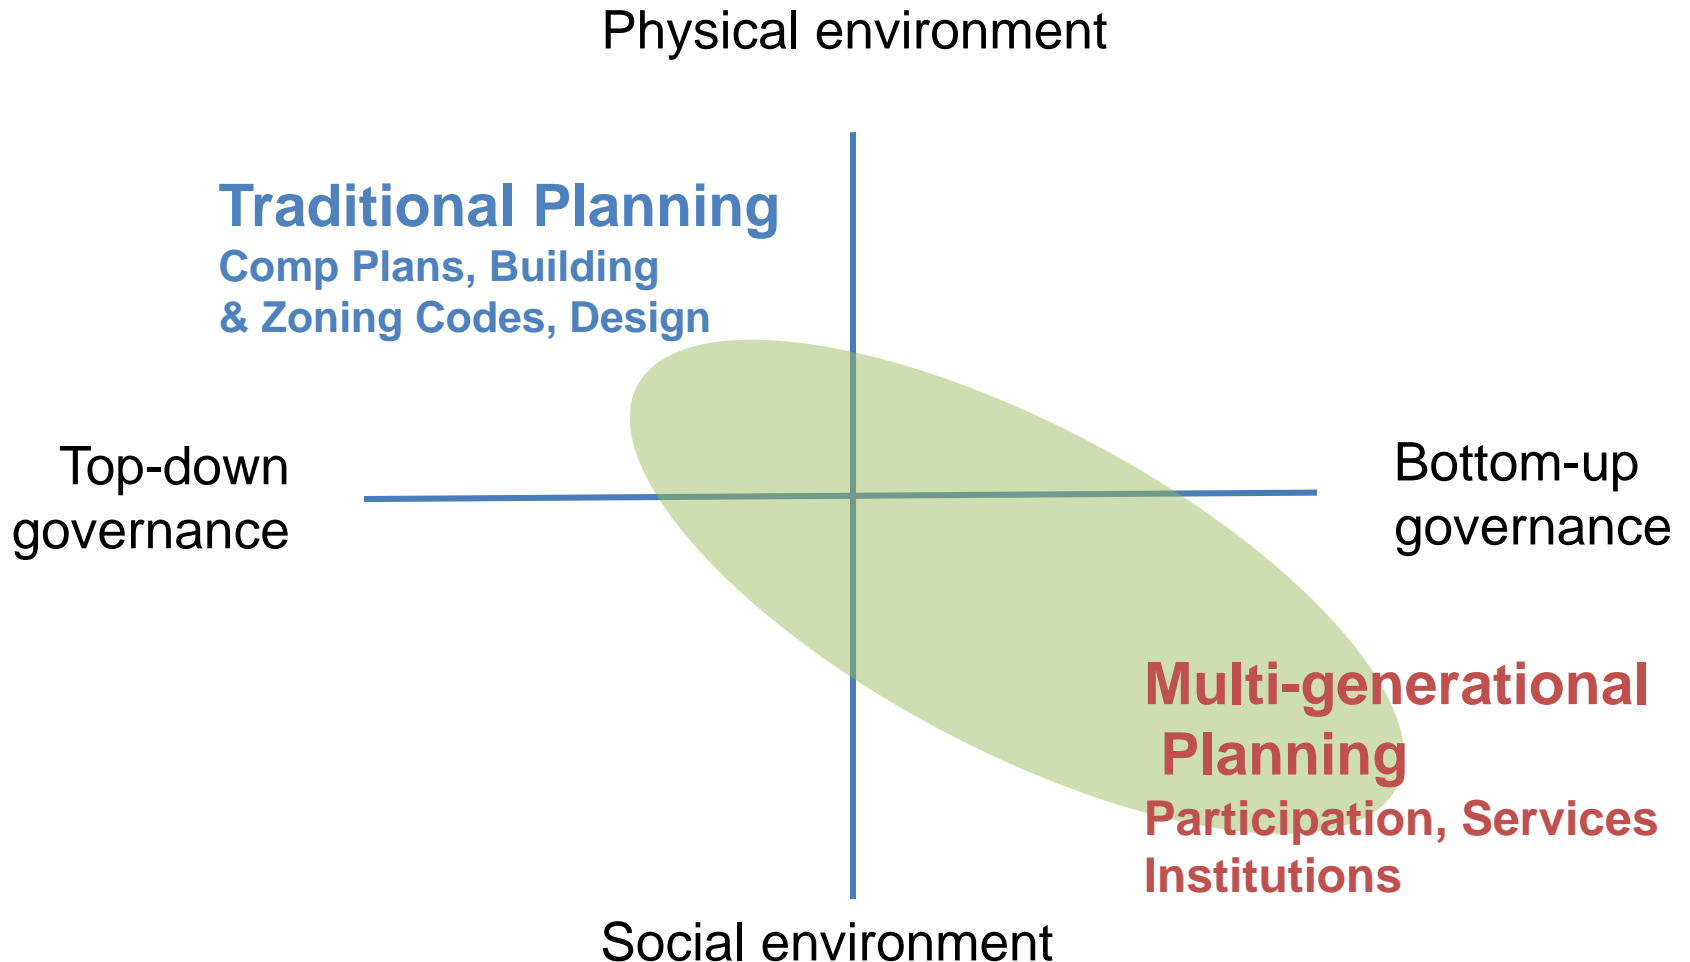 Physical environment
Traditional Planning
Comp Plans, Building
& Zoning Codes, Design
Top-down
governance
Bottom-up
governance
Multi-generational
Planning
Participation, Services
Institutions
Social environment